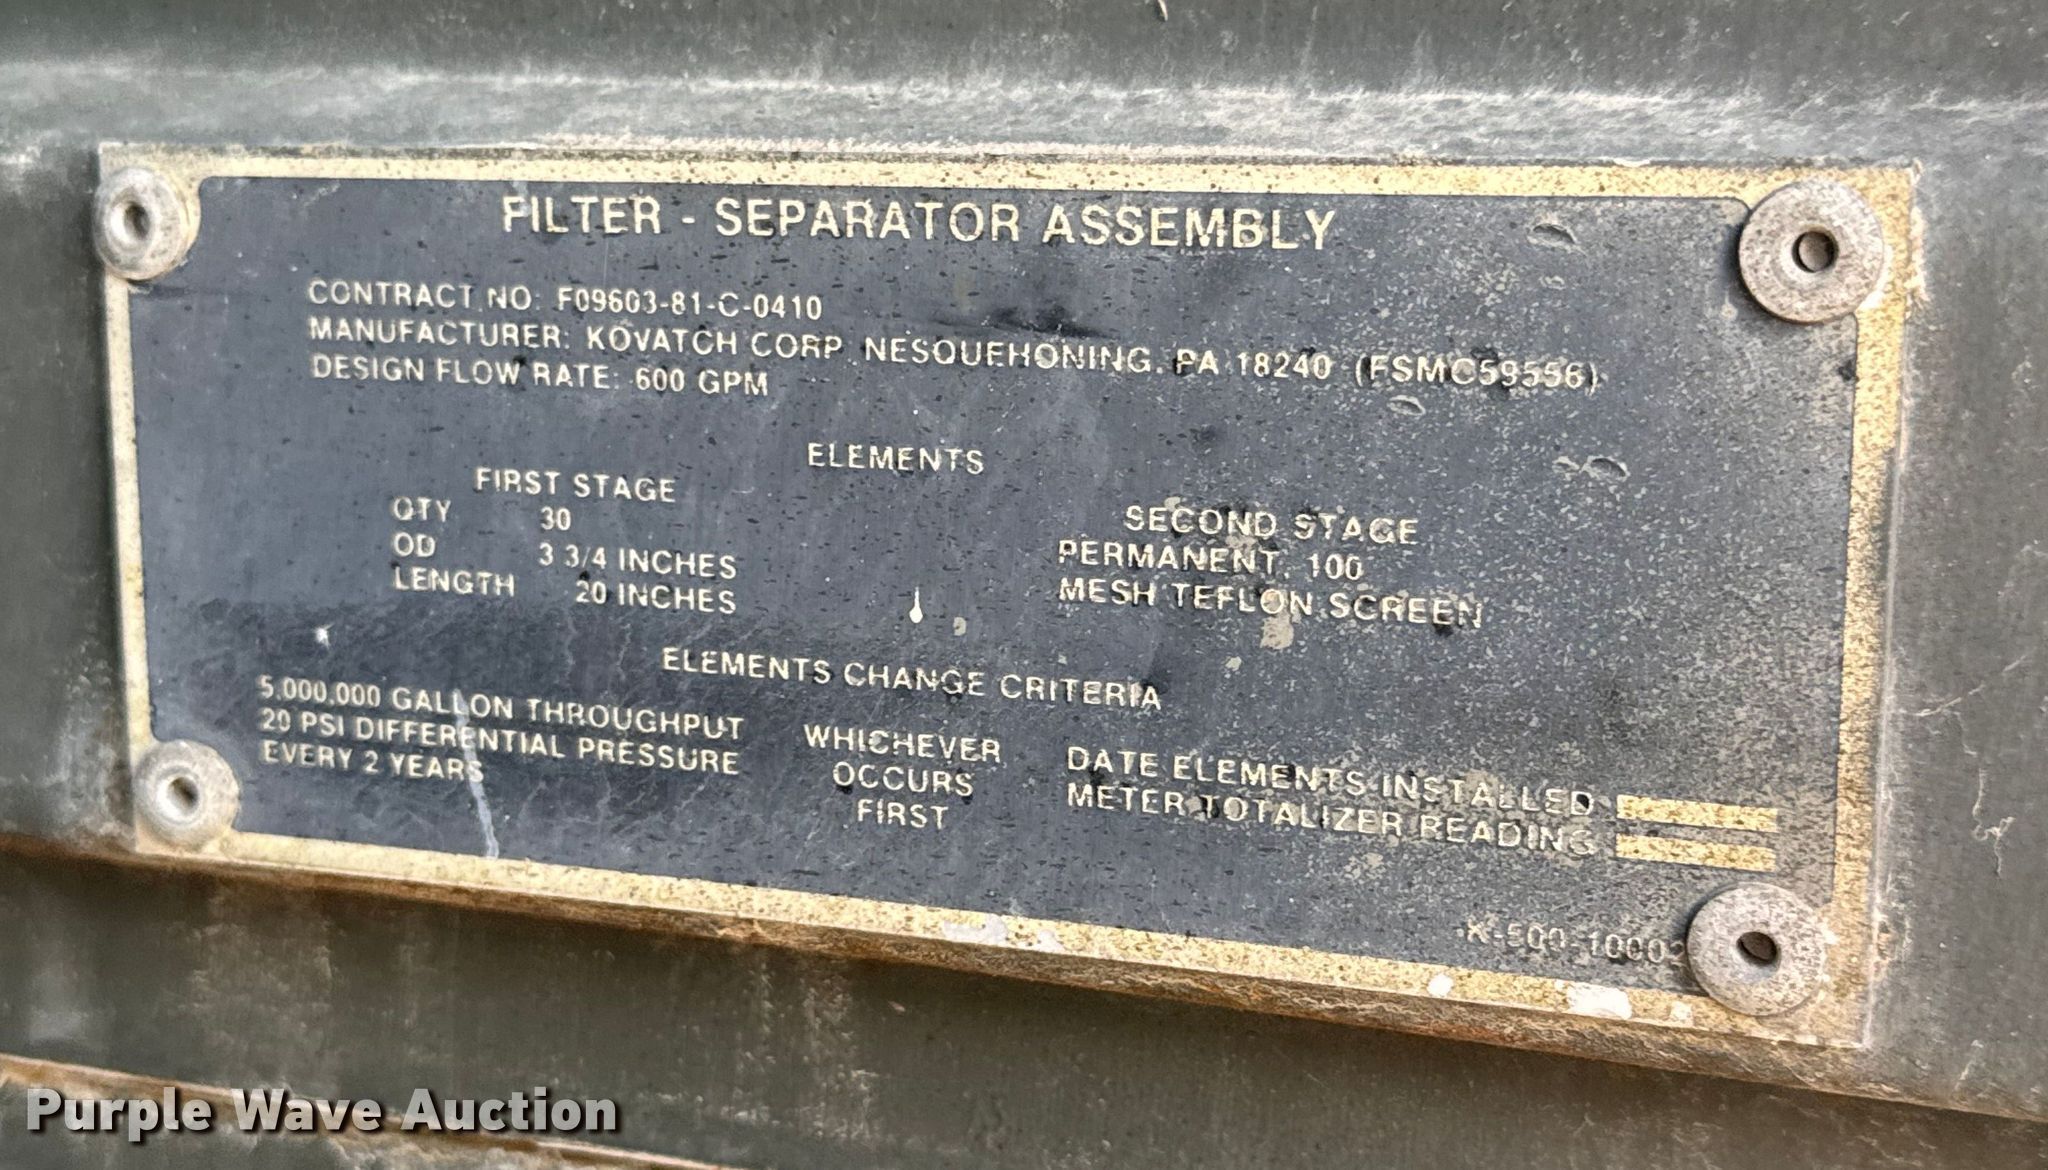 FILTER - SEPARATOR ASSEMBLY
CONTRACT NO: F09603-81-C-0410
MANUFACTURER: KOVATCH CORP. NESQUEHONING, PA 18240 (FSMC59556)
DESIGN FLOW RATE: 600 GPM
ELEMENTS
FIRST STAGE
QTY 30
OD 3 3/4 INCHES
LENGTH 20 INCHES
SECOND STAGE
PERMANENT, 100
MESH TEFLON SCREEN
ELEMENTS CHANGE CRITERIA
5,000,000 GALLON THROUGHPUT
20 PSI DIFFERENTIAL PRESSURE
EVERY 2 YEARS
WHICHEVER
OCCURS
FIRST
DATE ELEMENTS INSTALLED
METER TOTALIZER READING
Purple Wave Auction